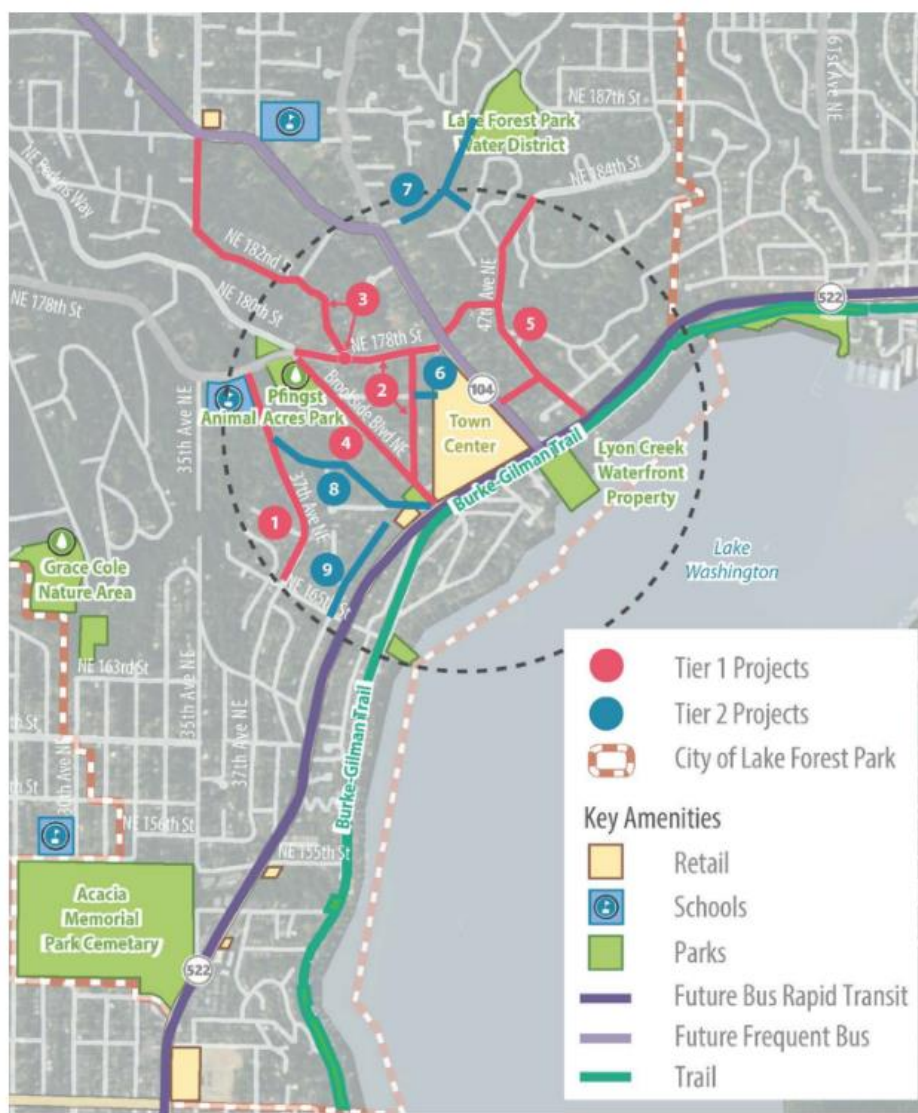 61st Ave NE
NE 187th St
Lake Forest Park
Water District
NE Perkins Way
NE 184th St
7
NE 182nd
47th Ave NE
522
NE 180th St
NE 178th St
3
NE 178th St
5
6
2
104
35th Ave NE
Pfingst
Animal Acres Park
Brookside Blvd NE
Town
Center
4
Lyon Creek
Waterfront
Property
Burke-Gilman Trail
8
37th Ave NE
1
9
Lake
Washington
Grace Cole
Nature Area
NE 165th St
NE 163rd St
35th Ave NE
37th Ave NE
Burke-Gilman Trail
30th Ave NE
NE 156th St
NE 155th St
Acacia
Memorial
Park Cemetary
522
Tier 1 Projects
Tier 2 Projects
City of Lake Forest Park
Key Amenities
Retail
Schools
Parks
Future Bus Rapid Transit
Future Frequent Bus
Trail